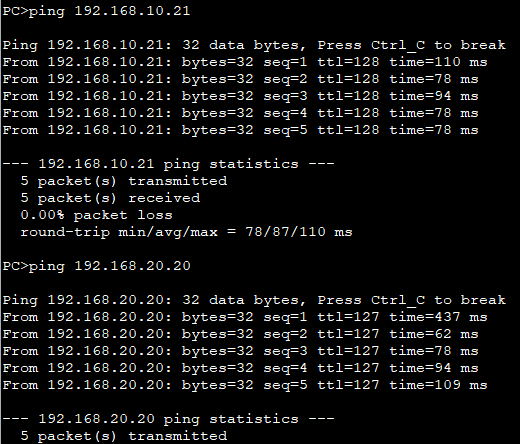 PC>ping 192.168.10.21
Ping 192.168.10.21: 32 data bytes, Press Ctrl_C to break
From 192.168.10.21: bytes=32 seq=1 ttl=128 time=110 ms
From 192.168.10.21: bytes=32 seq=2 ttl=128 time=78 ms
From 192.168.10.21: bytes=32 seq=3 ttl=128 time=94 ms
From 192.168.10.21: bytes=32 seq=4 ttl=128 time=78 ms
From 192.168.10.21: bytes=32 seq=5 ttl=128 time=78 ms
--- 192.168.10.21 ping statistics ---
5 packet(s) transmitted
5 packet(s) received
0.00% packet loss
round-trip min/avg/max = 78/87/110 ms
PC>ping 192.168.20.20
Ping 192.168.20.20: 32 data bytes, Press Ctrl_C to break
From 192.168.20.20: bytes=32 seq=1 ttl=127 time=437 ms
From 192.168.20.20: bytes=32 seq=2 ttl=127 time=62 ms
From 192.168.20.20: bytes=32 seq=3 ttl=127 time=78 ms
From 192.168.20.20: bytes=32 seq=4 ttl=127 time=94 ms
From 192.168.20.20: bytes=32 seq=5 ttl=127 time=109 ms
--- 192.168.20.20 ping statistics ---
5 packet(s) transmitted